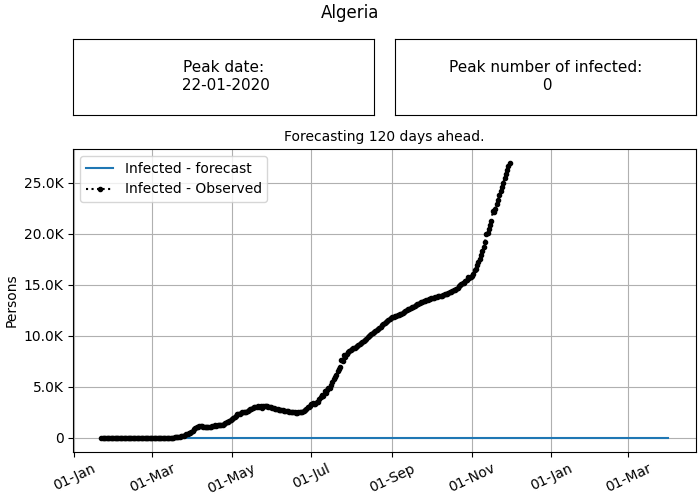 Algeria
Peak date:
22-01-2020
Peak number of infected:
0
Forecasting 120 days ahead.
Infected - forecast
Infected - Observed
Persons
25.0K
20.0K
15.0K
10.0K
5.0K
0
01-Jan
01-Mar
01-May
01-Jul
01-Sep
01-Nov
01-Jan
01-Mar